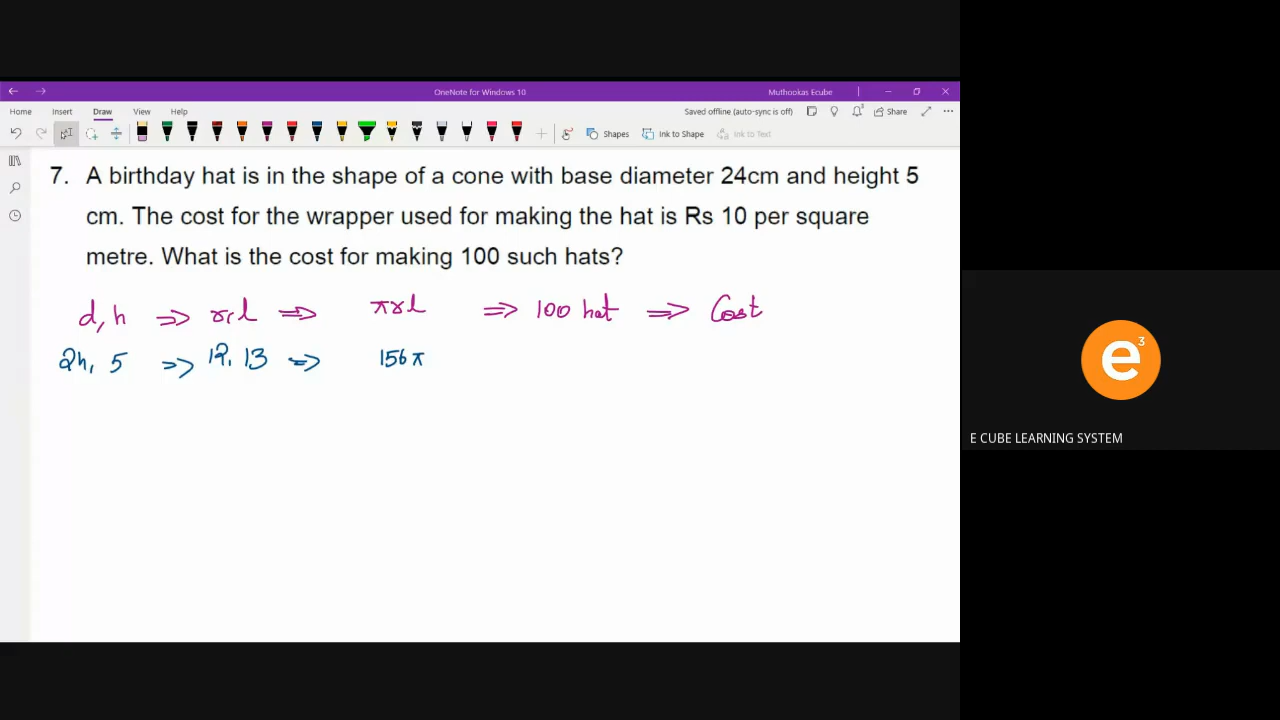 OneNote for Windows 10
Muthookas Ecube
Home Insert Draw View Help
Saved offline (auto-sync is off)
Share
Shapes
Ink to Shape
Ink to Text
7. A birthday hat is in the shape of a cone with base diameter 24cm and height 5
cm. The cost for the wrapper used for making the hat is Rs 10 per square
metre. What is the cost for making 100 such hats?
d, h ⇒ r, l ⇒ πrl ⇒ 100 hat ⇒ Cost
24, 5 ⇒ 12, 13 ⇒ 156 π
e3
E CUBE LEARNING SYSTEM